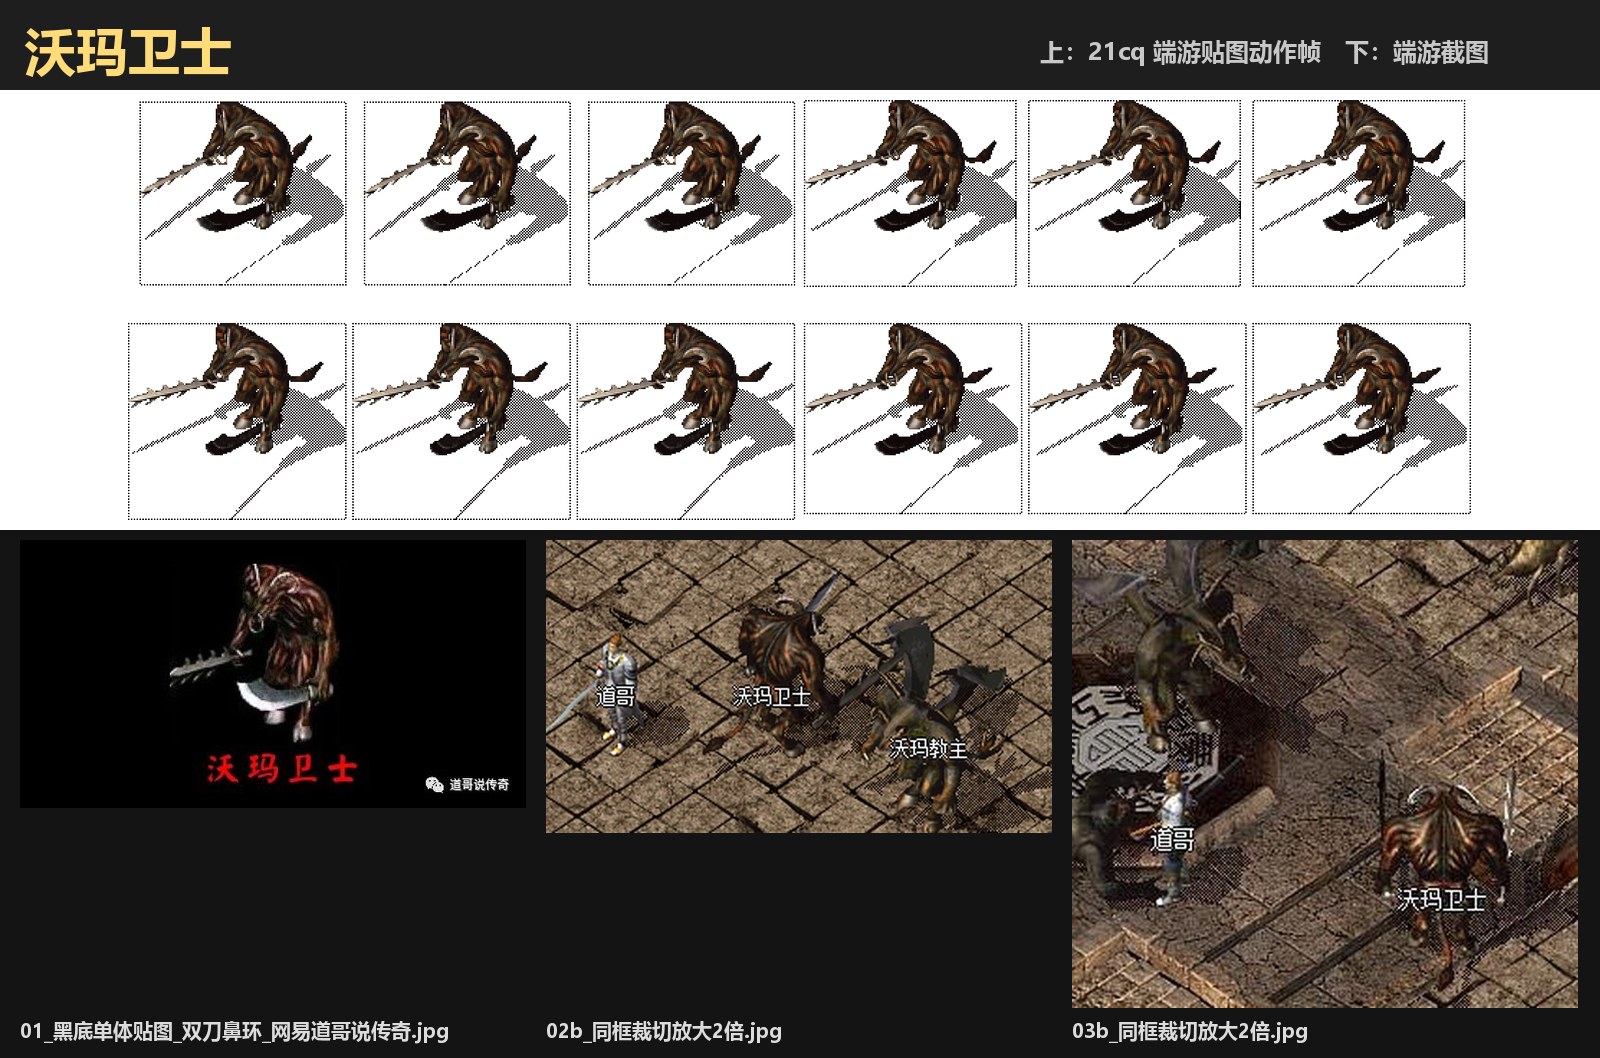 沃玛卫士
上：21cq 端游贴图动作帧 下：端游截图
沃玛卫士
道哥说传奇
道哥
沃玛卫士
沃玛教主
道哥
沃玛卫士
01_黑底单体贴图_双刀鼻环_网易道哥说传奇.jpg
02b_同框裁切放大2倍.jpg
03b_同框裁切放大2倍.jpg